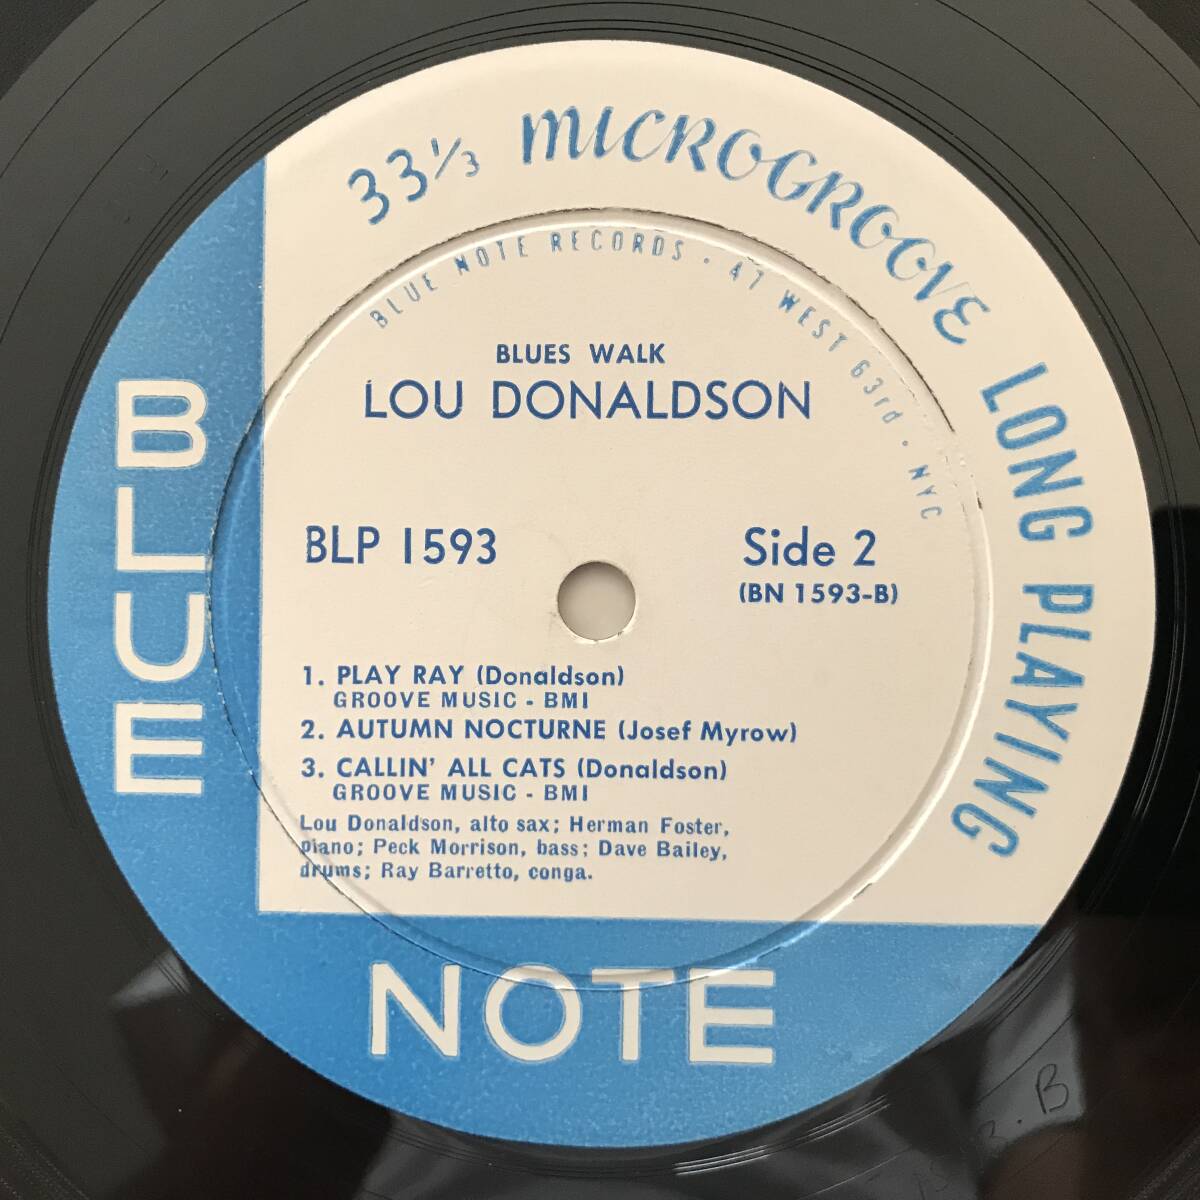 33⅓ MICROGROOVE LONG PLAYING
BLUE NOTE RECORDS · 47 WEST 63rd · NYC
BLUES WALK
LOU DONALDSON
BLP 1593
Side 2
(BN 1593-B)
1. PLAY RAY (Donaldson)
GROOVE MUSIC - BMI
2. AUTUMN NOCTURNE (Josef Myrow)
3. CALLIN' ALL CATS (Donaldson)
GROOVE MUSIC - BMI
Lou Donaldson, alto sax; Herman Foster,
piano; Peck Morrison, bass; Dave Bailey,
drums; Ray Barretto, conga.
BLUE
NOTE
B